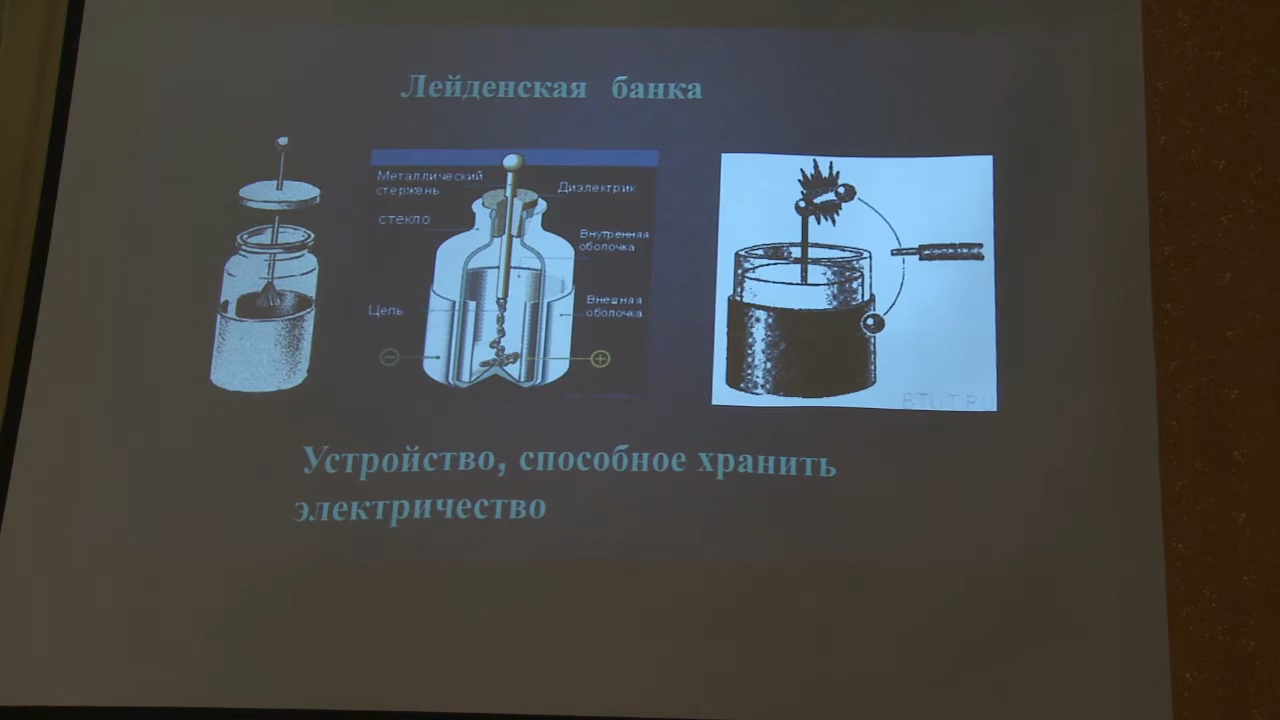 Лейденская банка
Металлический
стержень
Диэлектрик
стекло
Внутренняя
оболочка
Внешняя
оболочка
Цепь
−
+
Устройство, способное хранить
электричество